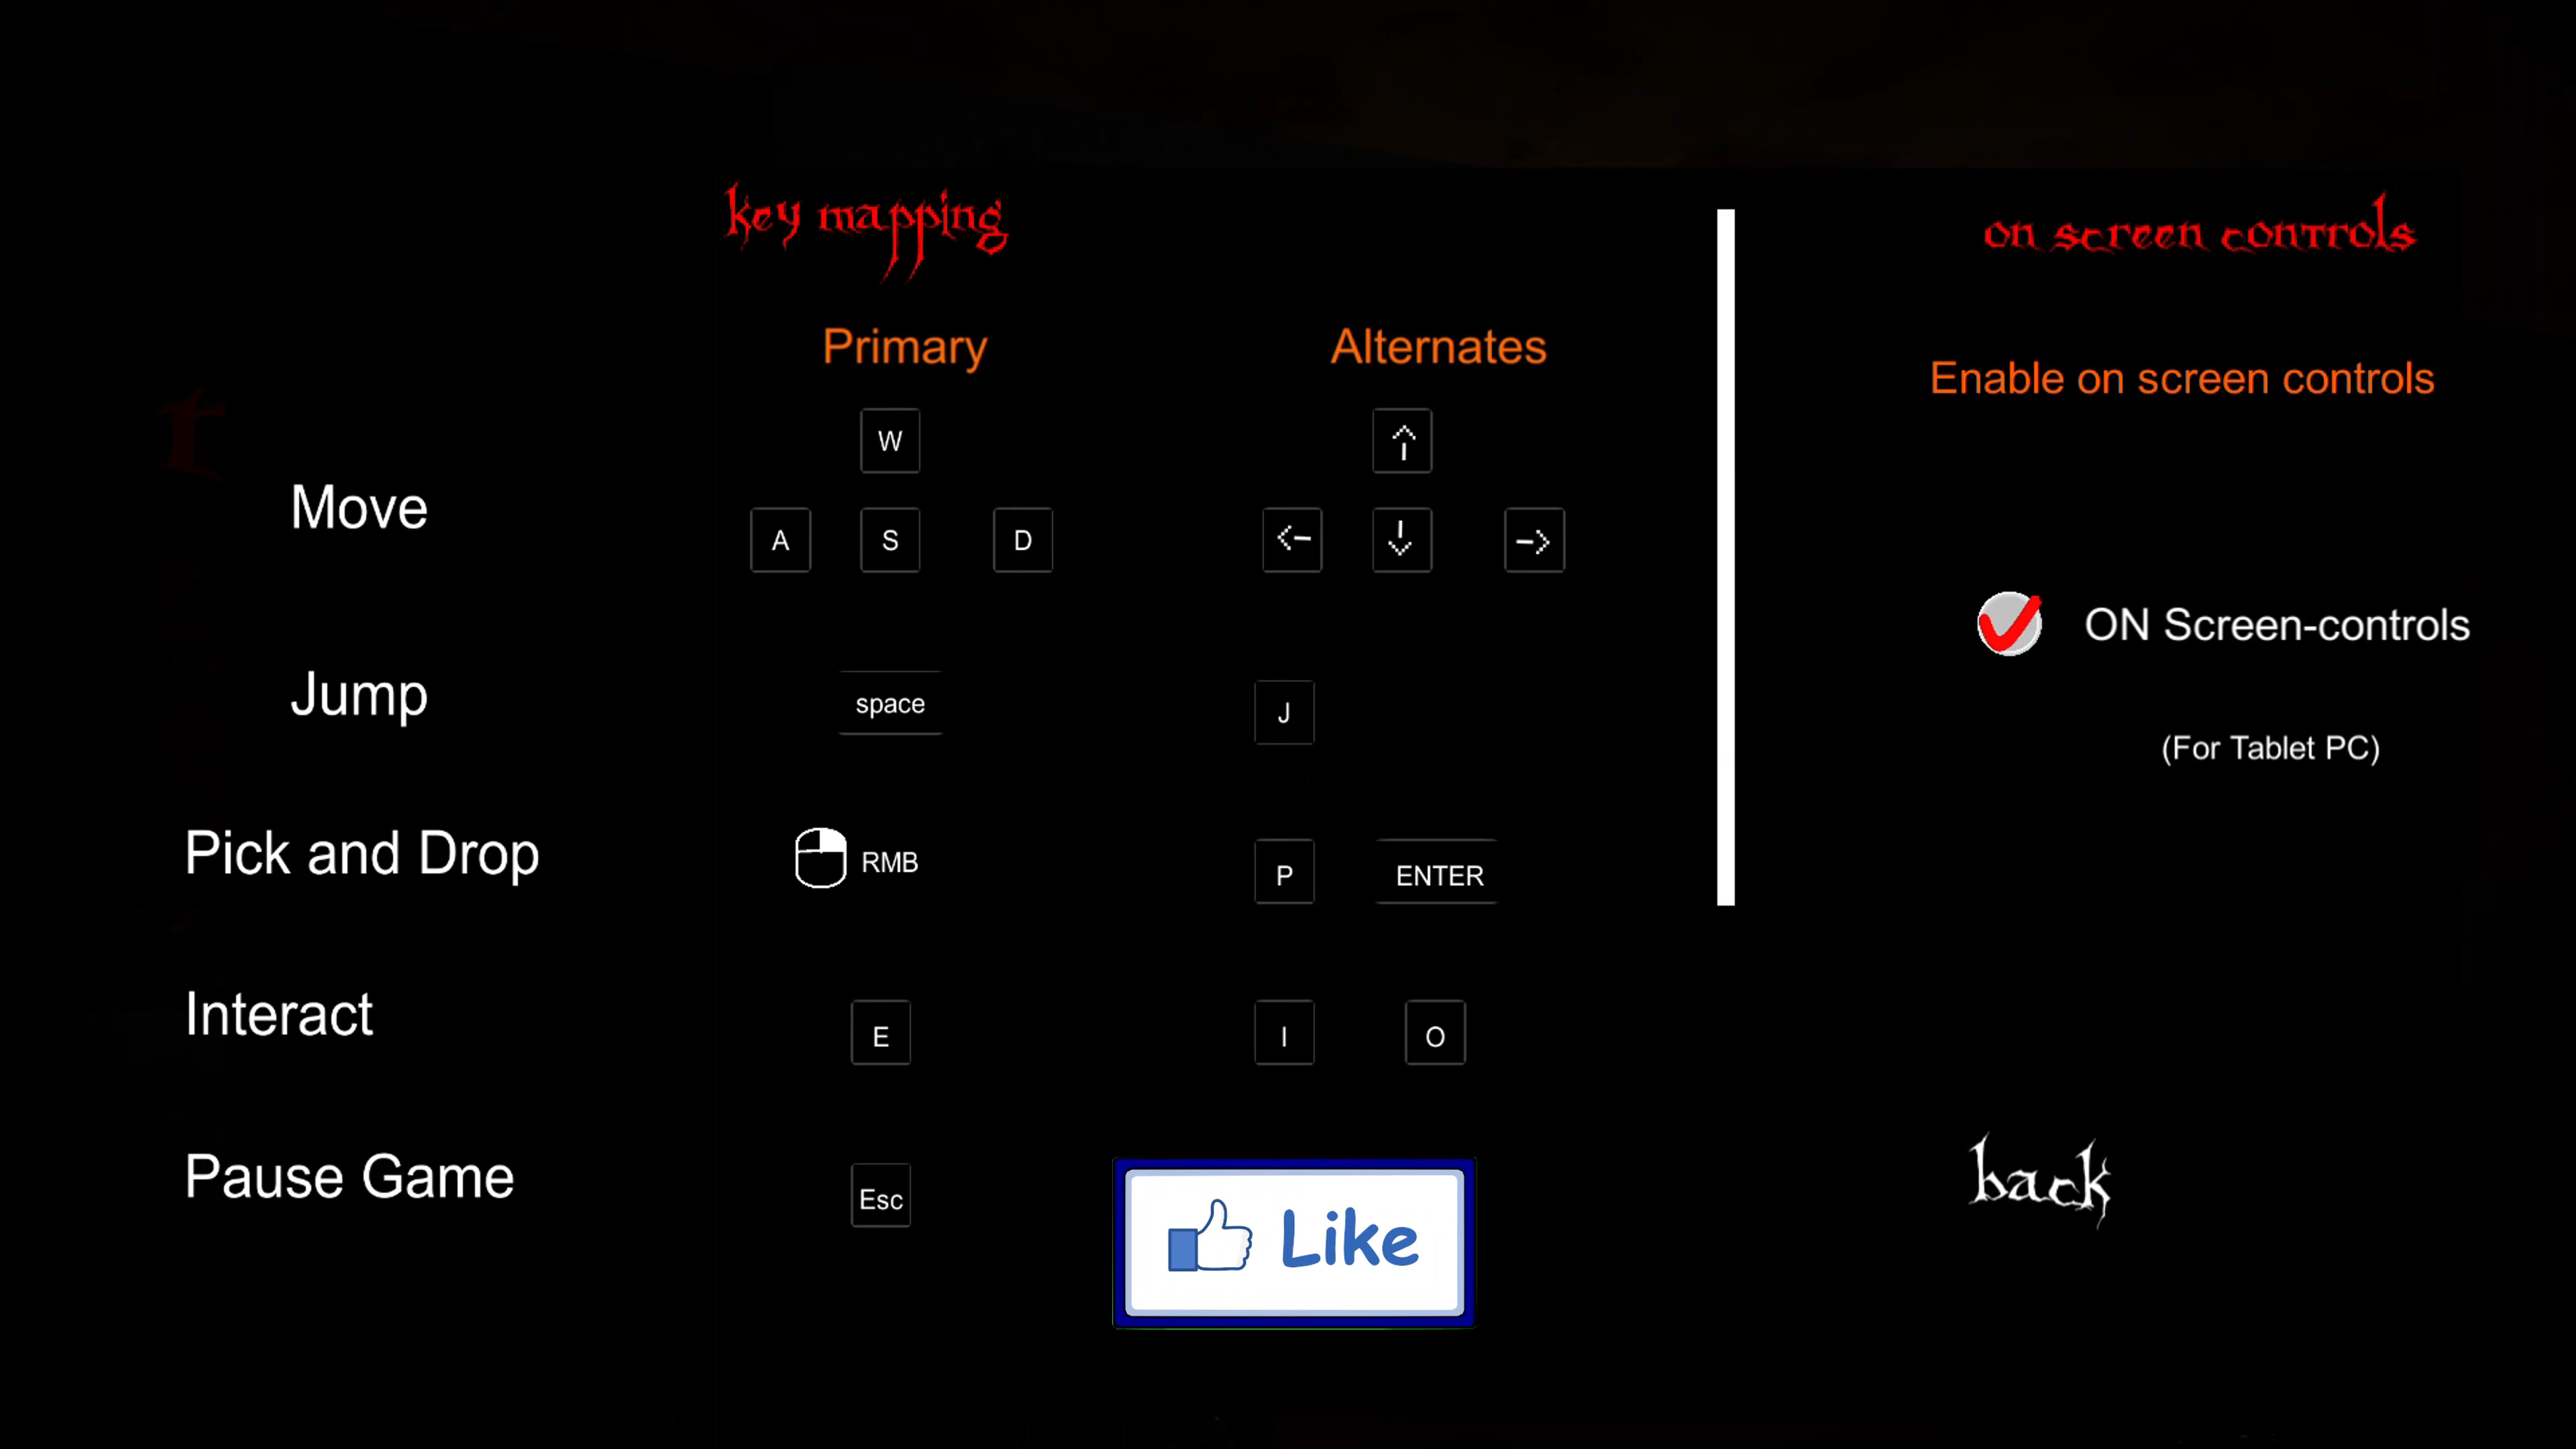 key mapping
on screen controls
Primary
Alternates
Enable on screen controls
W
↑
Move
A S D
← ↓ →
ON Screen-controls
Jump
space
J
(For Tablet PC)
Pick and Drop
RMB
P
ENTER
Interact
E
I
O
Pause Game
Esc
back
Like